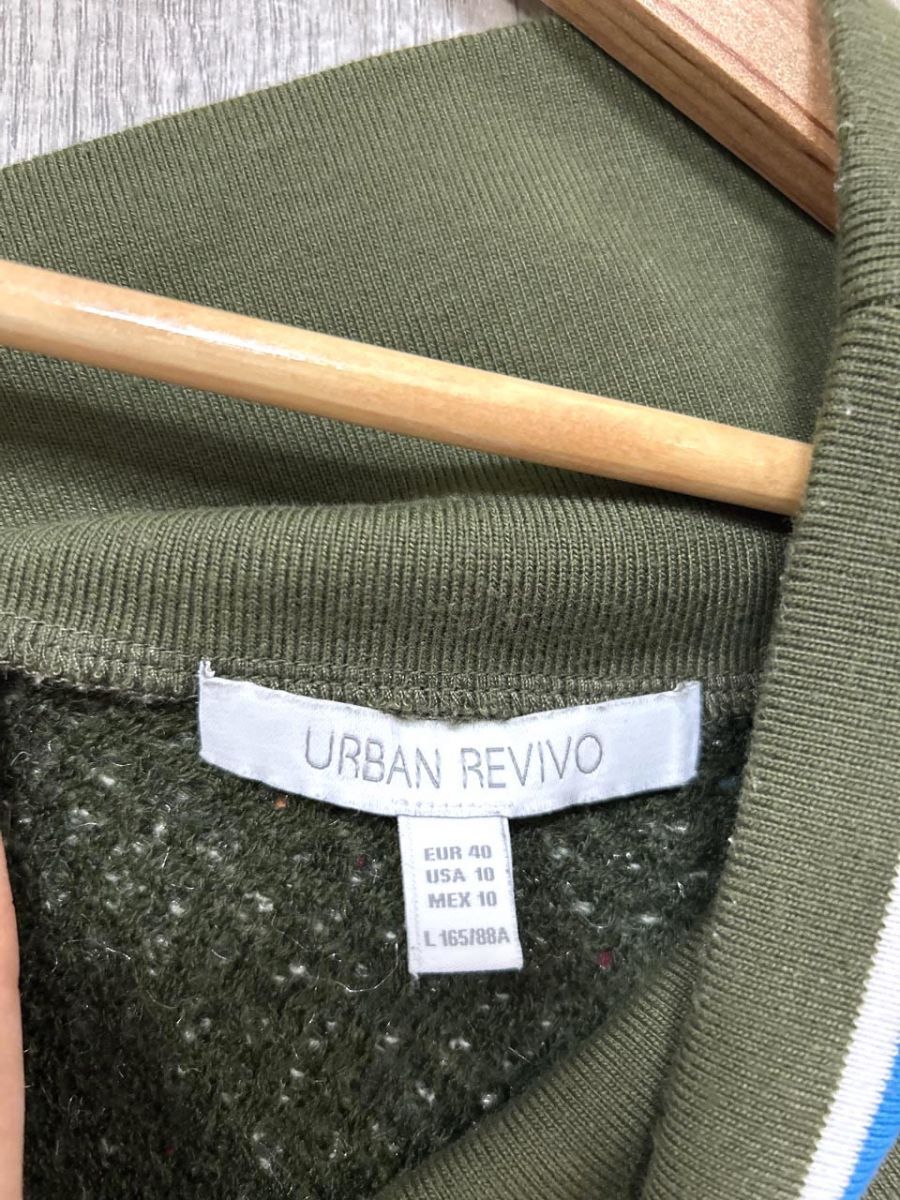 URBAN REVIVO
EUR 40
USA 10
MEX 10
L 165/88A